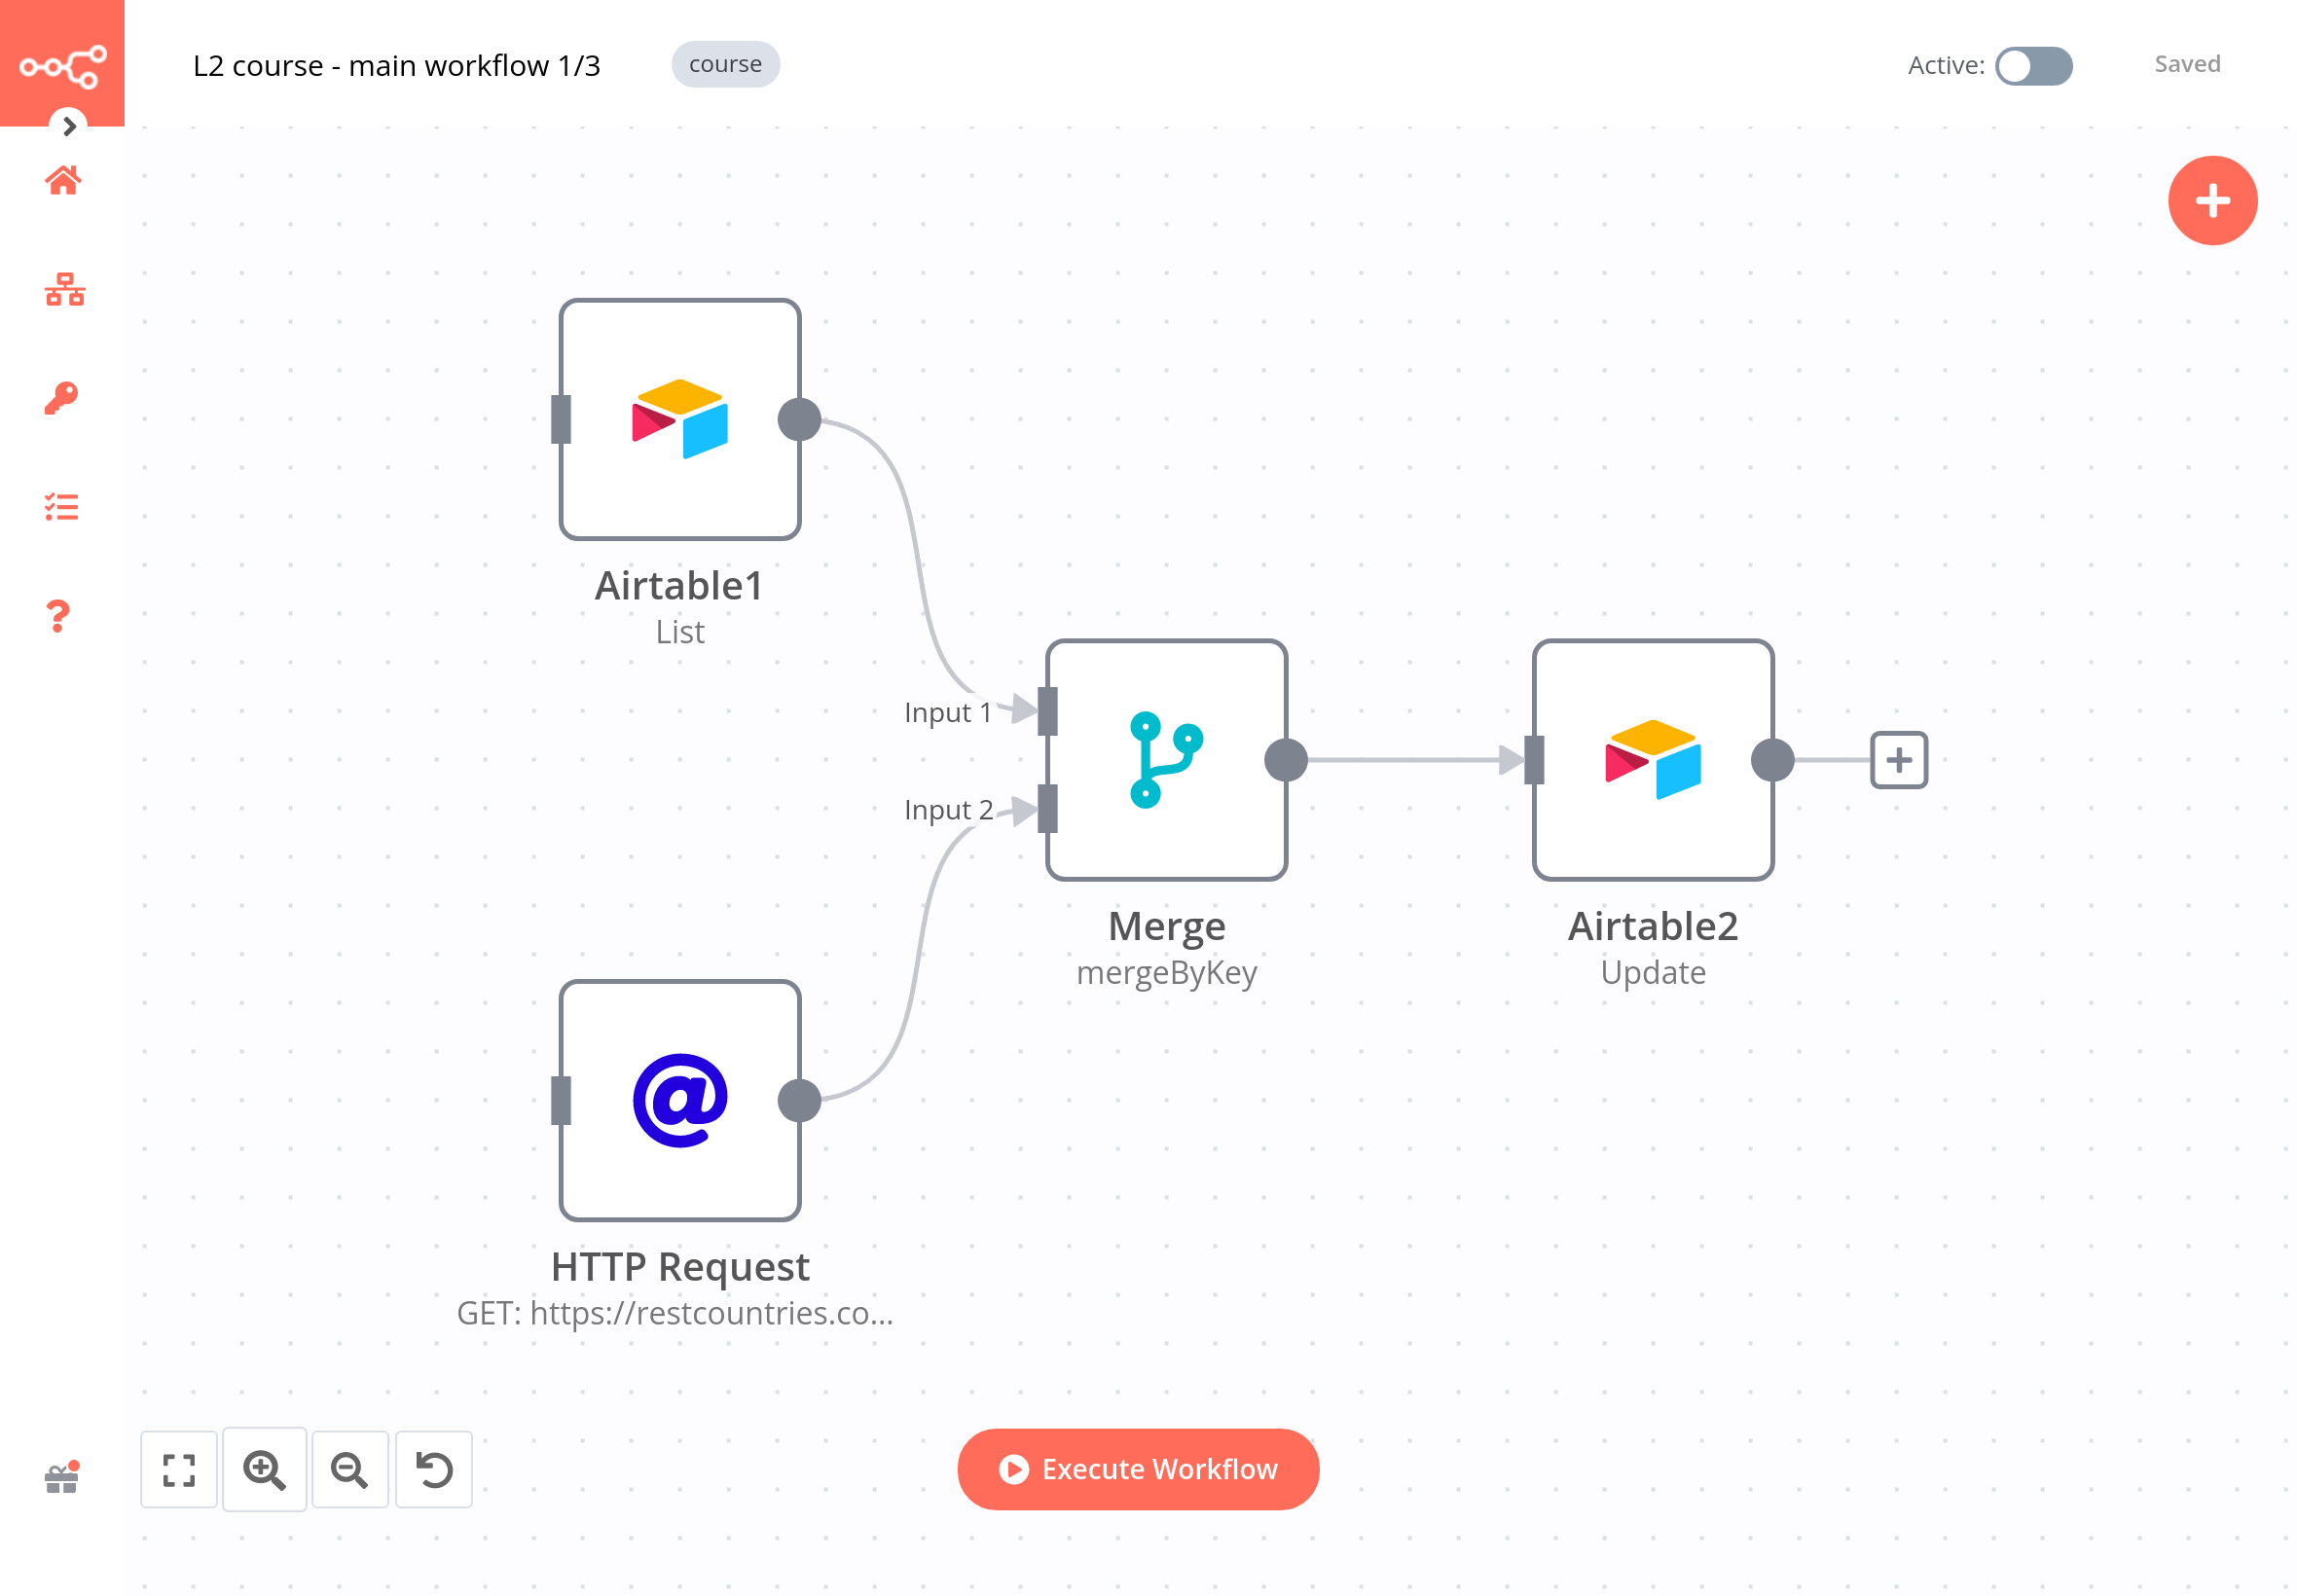 L2 course - main workflow 1/3
course
Active:
Saved
Airtable1
List
Input 1
Input 2
Merge
mergeByKey
Airtable2
Update
HTTP Request
GET: https://restcountries.co...
Execute Workflow